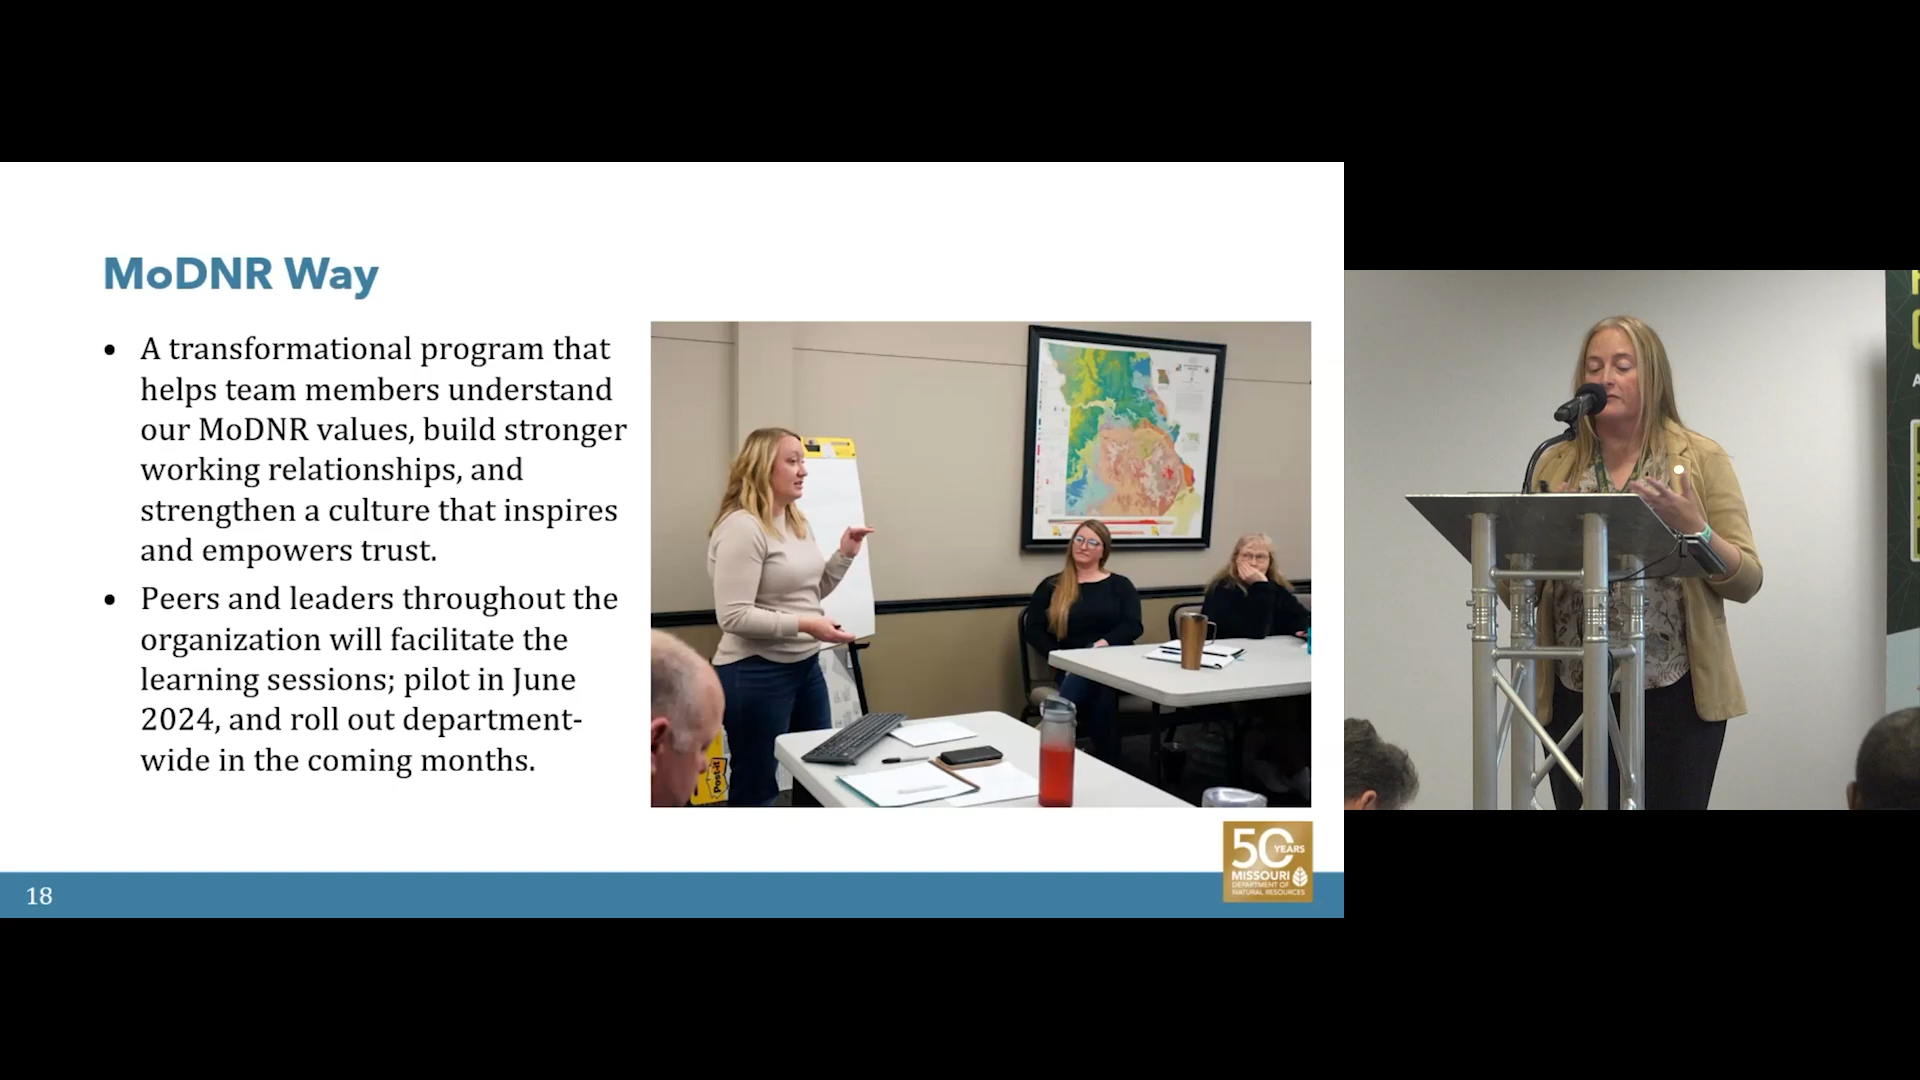 MoDNR Way
• A transformational program that
helps team members understand
our MoDNR values, build stronger
working relationships, and
strengthen a culture that inspires
and empowers trust.
• Peers and leaders throughout the
organization will facilitate the
learning sessions; pilot in June
2024, and roll out department-
wide in the coming months.
Post-it
50 YEARS
MISSOURI
DEPARTMENT OF
NATURAL RESOURCES
18